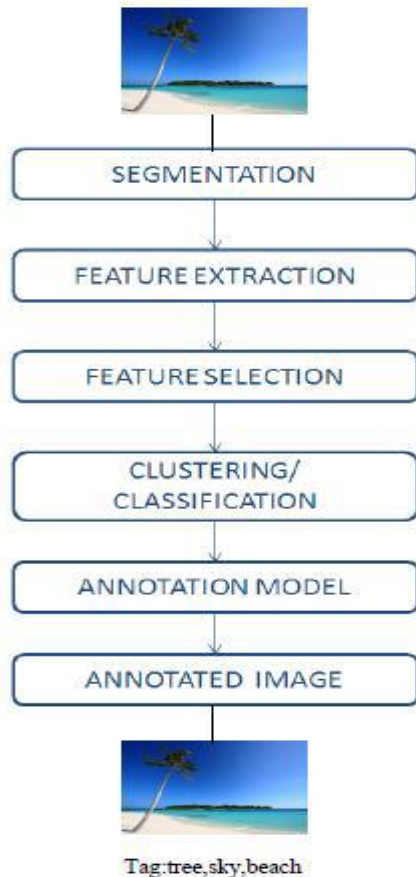 SEGMENTATION
FEATURE EXTRACTION
FEATURE SELECTION
CLUSTERING/
CLASSIFICATION
ANNOTATION MODEL
ANNOTATED IMAGE
Tag:tree,sky,beach